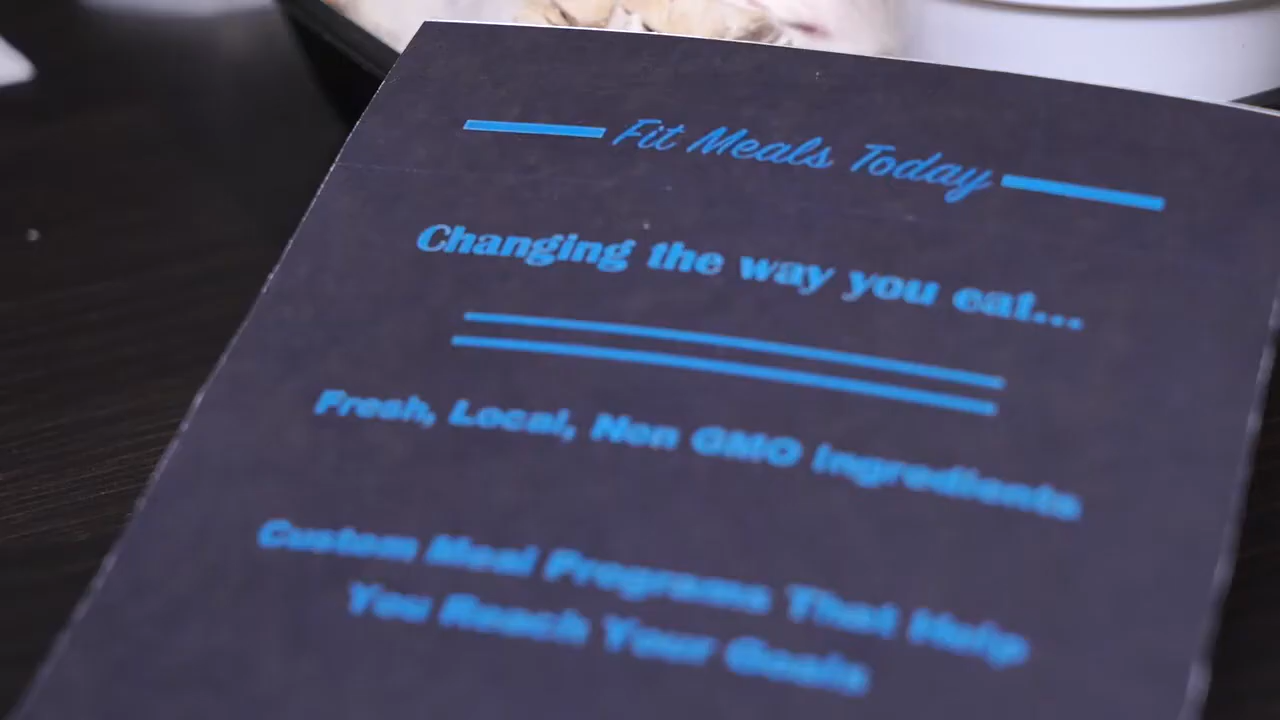 Fit Meals Today
Changing the way you eat...
Fresh, Local, Non GMO Ingredients
Custom Meal Programs That Help
You Reach Your Goals